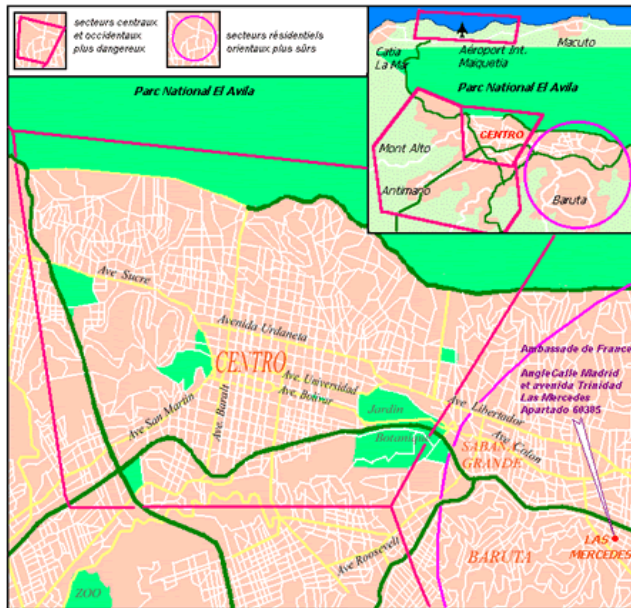 secteurs centraux
et occidentaux
plus dangereux
secteurs résidentiels
orientaux plus sûrs
Catia
La Mar
Aéroport Int.
Maiquetia
Macuto
Parc National El Avila
CENTRO
Mont Alto
Antimano
Baruta
Parc National El Avila
Ave Sucre
Avenida Urdaneta
CENTRO
Ave. Universidad
Ave. Bolivar
Ave. Baralt
Ave San Martin
Jardin
Botanique
Ave Libertador
Ave Colon
SABANA
GRANDE
Ambassade de France
AngleCalle Madrid
et avenida Trinidad
Las Mercedes
Apartado 60385
LAS
MERCEDES
BARUTA
Ave Roosevelt
ZOO